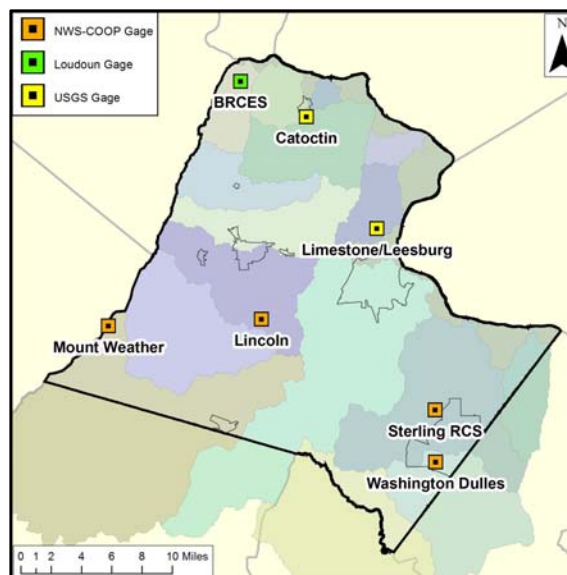 NWS-COOP Gage
Loudoun Gage
USGS Gage
N
BRCES
Catoctin
Limestone/Leesburg
Mount Weather
Lincoln
Sterling RCS
Washington Dulles
0 1 2 4 6 8 10 Miles